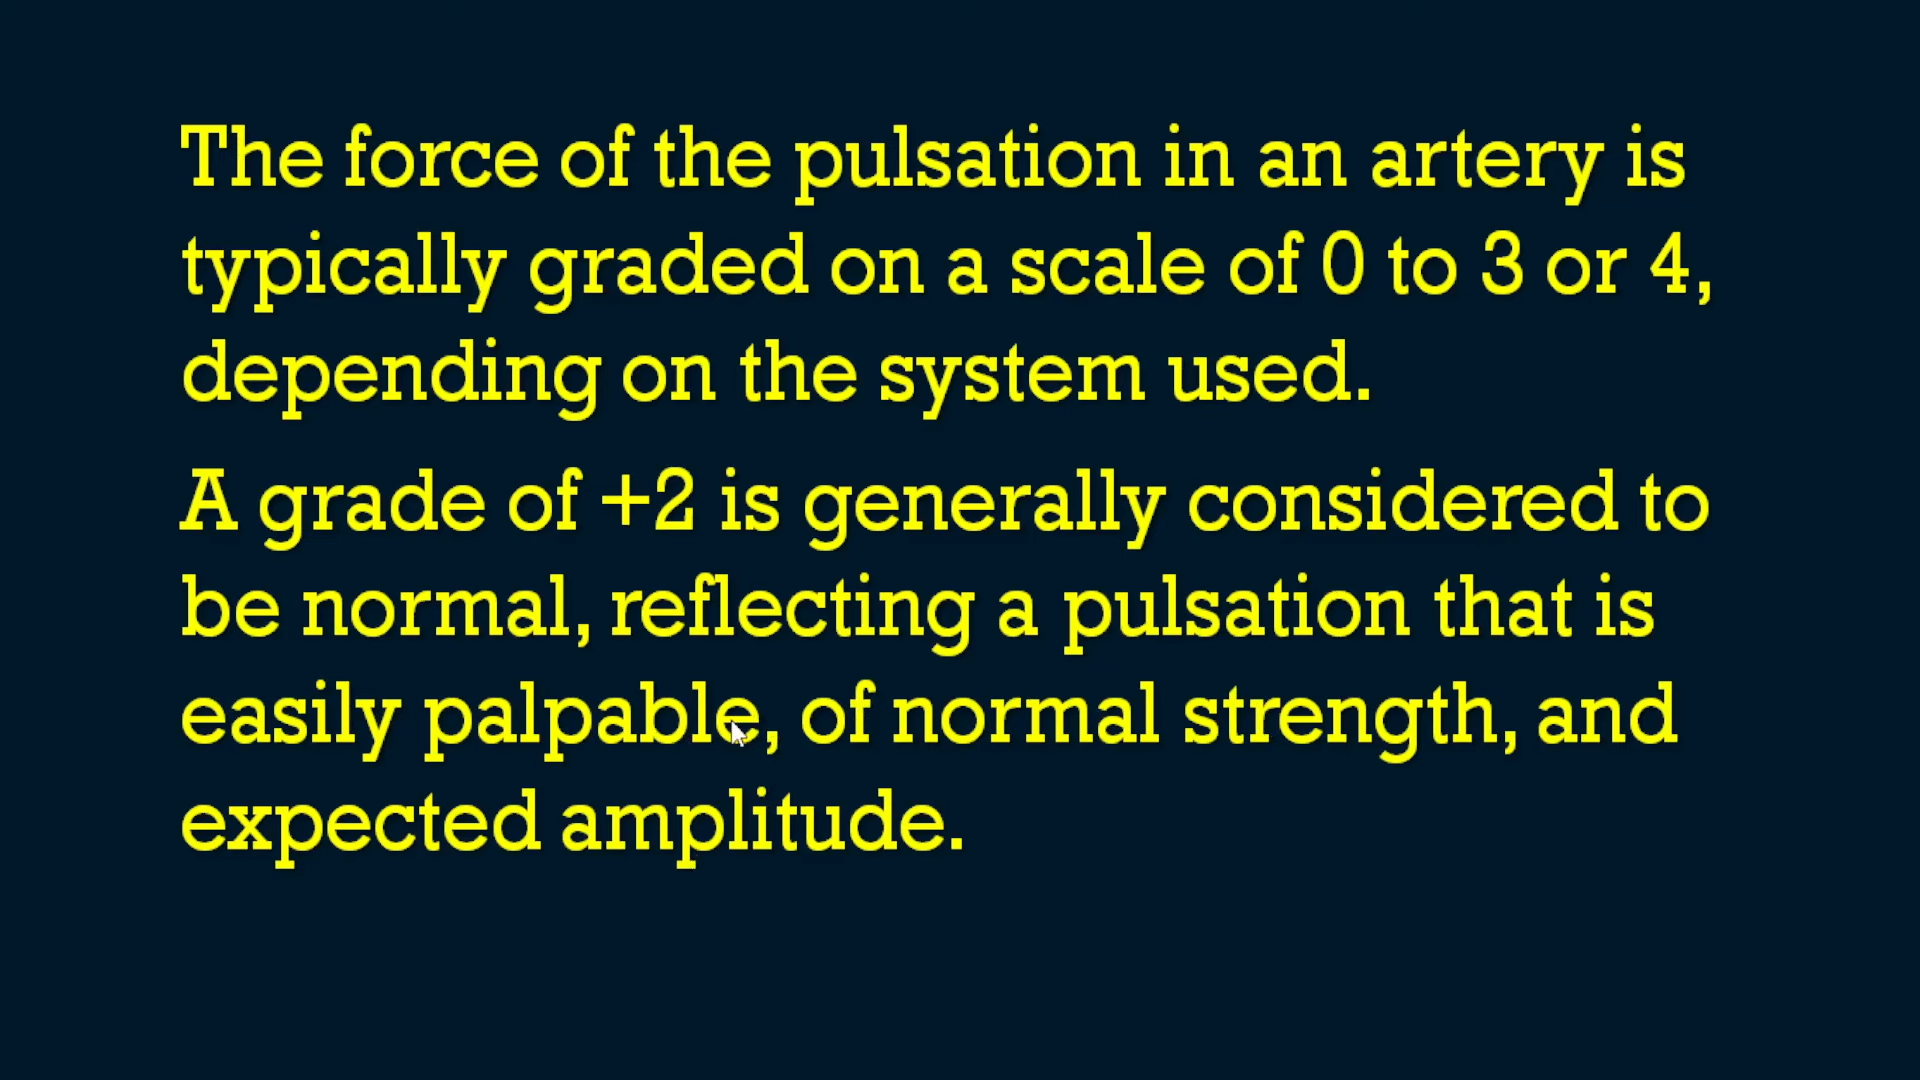 The force of the pulsation in an artery is
typically graded on a scale of 0 to 3 or 4,
depending on the system used.
A grade of +2 is generally considered to
be normal, reflecting a pulsation that is
easily palpable, of normal strength, and
expected amplitude.